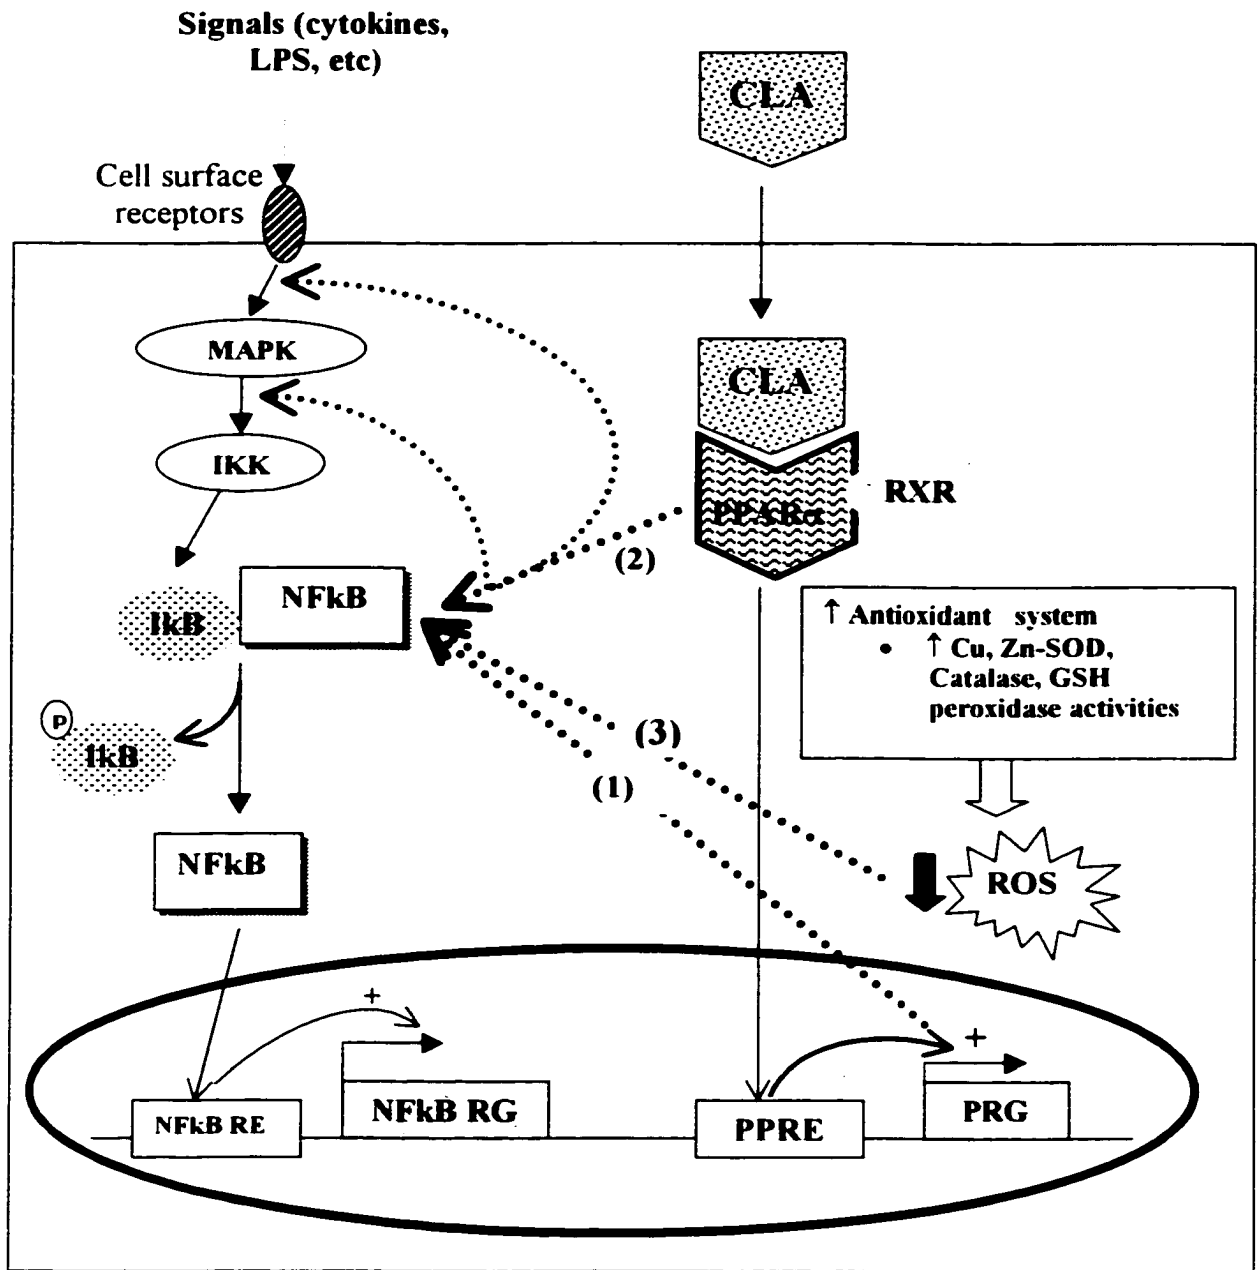 Signals (cytokines,
LPS, etc)
CLA
Cell surface
receptors
MAPK
CLA
IKK
RXR
PPARα
(2)
NFkB
IkB
↑ Antioxidant system
• ↑ Cu, Zn-SOD,
Catalase, GSH
peroxidase activities
P
IkB
(3)
(1)
NFkB
ROS
+
+
NFkB RE
NFkB RG
PPRE
PRG